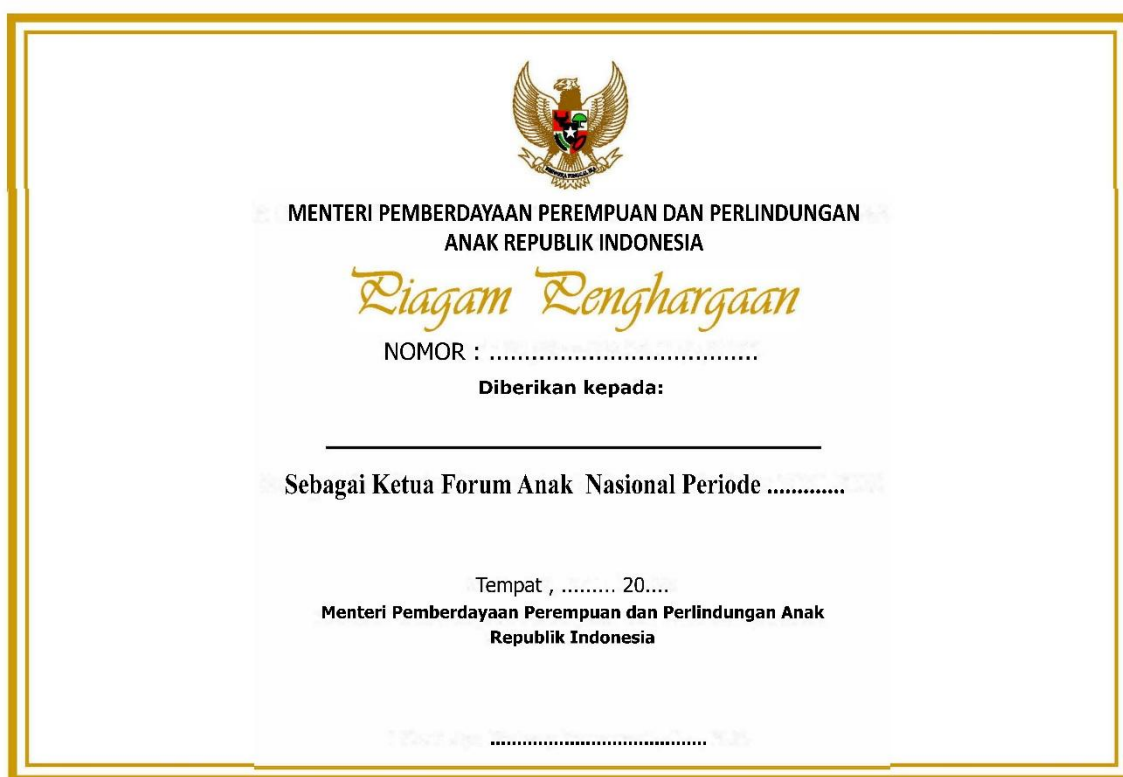 MENTERI PEMBERDAYAAN PEREMPUAN DAN PERLINDUNGAN
ANAK REPUBLIK INDONESIA
Piagam Penghargaan
NOMOR : ......................................
Diberikan kepada:
Sebagai Ketua Forum Anak Nasional Periode .............
Tempat , ......... 20....
Menteri Pemberdayaan Perempuan dan Perlindungan Anak
Republik Indonesia
.........................................